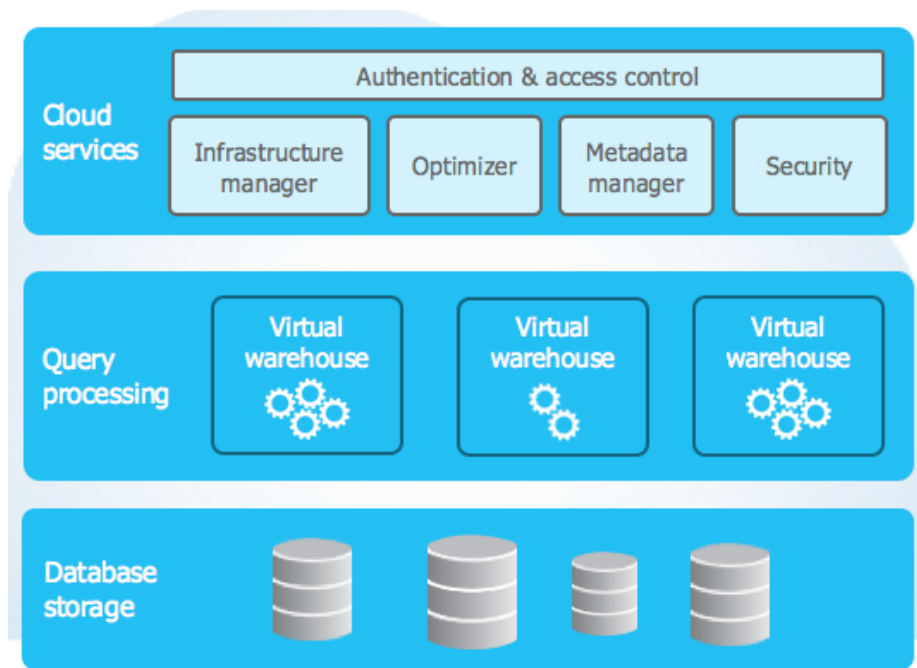 Authentication & access control
Cloud
services
Infrastructure
manager
Optimizer
Metadata
manager
Security
Query
processing
Virtual
warehouse
Virtual
warehouse
Virtual
warehouse
Database
storage